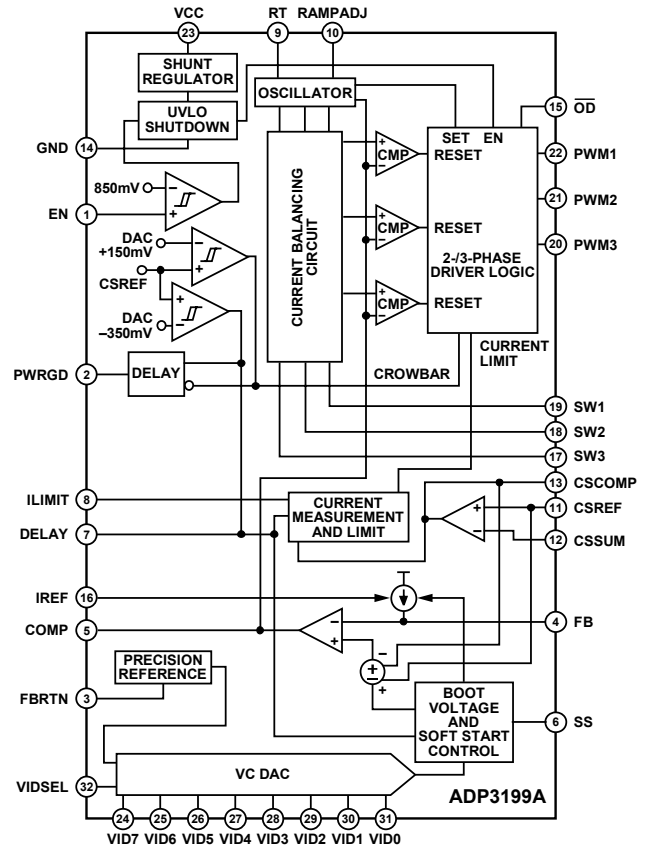 VCC
RT
RAMPADJ
23
9
10
SHUNT
REGULATOR
OSCILLATOR
UVLO
SHUTDOWN
15
OD
SET EN
GND
14
CMP
+
–
RESET
22
PWM1
850mV
–
+
EN
1
21
PWM2
DAC
+150mV
–
+
CSREF
CURRENT BALANCING
CIRCUIT
+
–
CMP
RESET
2-/3-PHASE
DRIVER LOGIC
20
PWM3
+
–
DAC
–350mV
+
–
CMP
RESET
CURRENT
LIMIT
PWRGD
2
DELAY
CROWBAR
19
SW1
18
SW2
17
SW3
13
CSCOMP
ILIMIT
8
CURRENT
MEASUREMENT
AND LIMIT
+
–
11
CSREF
DELAY
7
12
CSSUM
IREF
16
COMP
5
–
+
4
FB
–
+
–
+
PRECISION
REFERENCE
FBRTN
3
BOOT
VOLTAGE
AND
SOFT START
CONTROL
6
SS
VIDSEL
32
VC DAC
ADP3199A
24
25
26
27
28
29
30
31
VID7
VID6
VID5
VID4
VID3
VID2
VID1
VID0